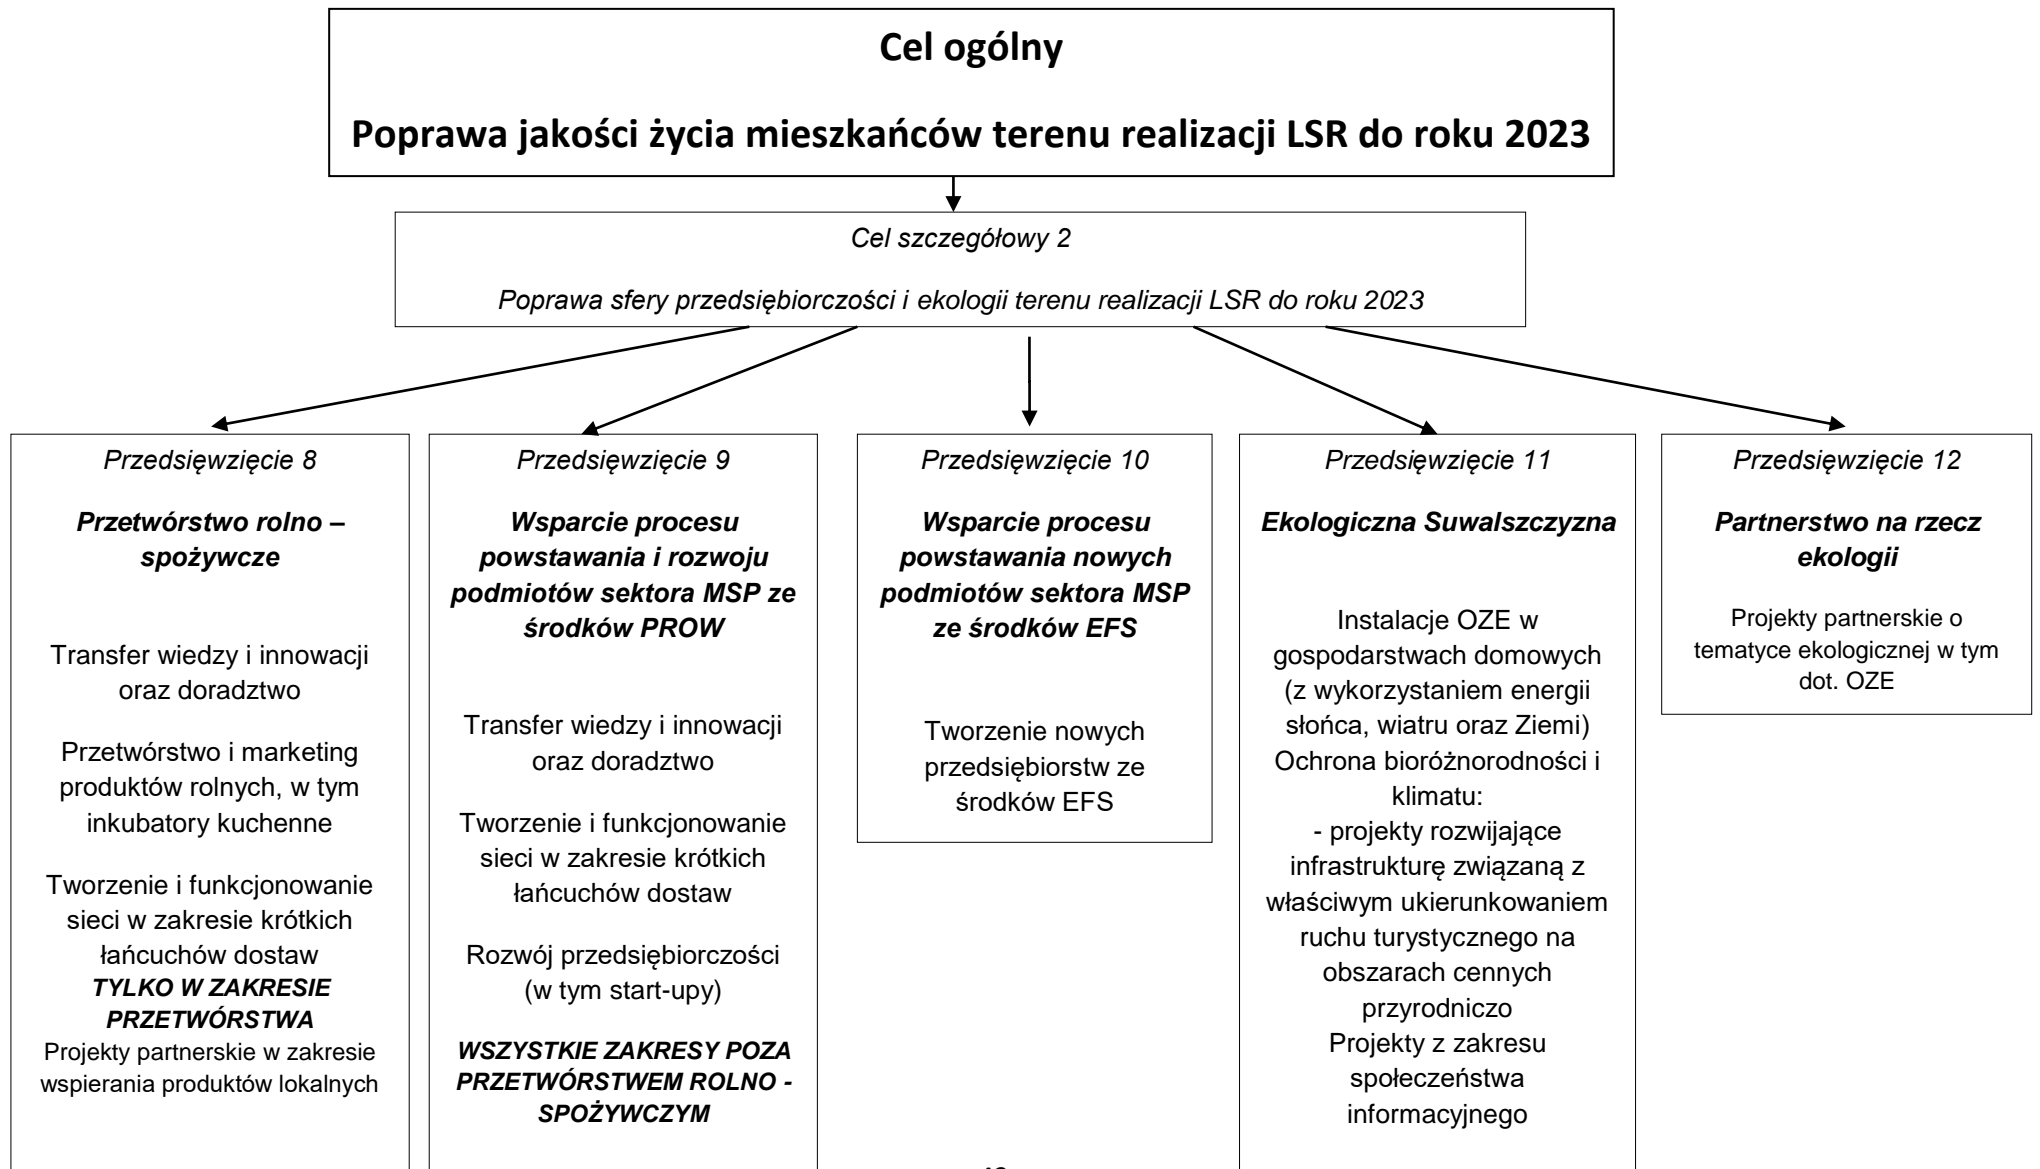 Cel ogólny
Poprawa jakości życia mieszkańców terenu realizacji LSR do roku 2023
Cel szczegółowy 2
Poprawa sfery przedsiębiorczości i ekologii terenu realizacji LSR do roku 2023
Przedsięwzięcie 8
Przetwórstwo rolno –
spożywcze
Transfer wiedzy i innowacji
oraz doradztwo
Przetwórstwo i marketing
produktów rolnych, w tym
inkubatory kuchenne
Tworzenie i funkcjonowanie
sieci w zakresie krótkich
łańcuchów dostaw
TYLKO W ZAKRESIE
PRZETWÓRSTWA
Projekty partnerskie w zakresie
wspierania produktów lokalnych
Przedsięwzięcie 9
Wsparcie procesu
powstawania i rozwoju
podmiotów sektora MSP ze
środków PROW
Transfer wiedzy i innowacji
oraz doradztwo
Tworzenie i funkcjonowanie
sieci w zakresie krótkich
łańcuchów dostaw
Rozwój przedsiębiorczości
(w tym start-upy)
WSZYSTKIE ZAKRESY POZA
PRZETWÓRSTWEM ROLNO -
SPOŻYWCZYM
Przedsięwzięcie 10
Wsparcie procesu
powstawania nowych
podmiotów sektora MSP
ze środków EFS
Tworzenie nowych
przedsiębiorstw ze
środków EFS
Przedsięwzięcie 11
Ekologiczna Suwalszczyzna
Instalacje OZE w
gospodarstwach domowych
(z wykorzystaniem energii
słońca, wiatru oraz Ziemi)
Ochrona bioróżnorodności i
klimatu:
- projekty rozwijające
infrastrukturę związaną z
właściwym ukierunkowaniem
ruchu turystycznego na
obszarach cennych
przyrodniczo
Projekty z zakresu
społeczeństwa
informacyjnego
Przedsięwzięcie 12
Partnerstwo na rzecz
ekologii
Projekty partnerskie o
tematyce ekologicznej w tym
dot. OZE